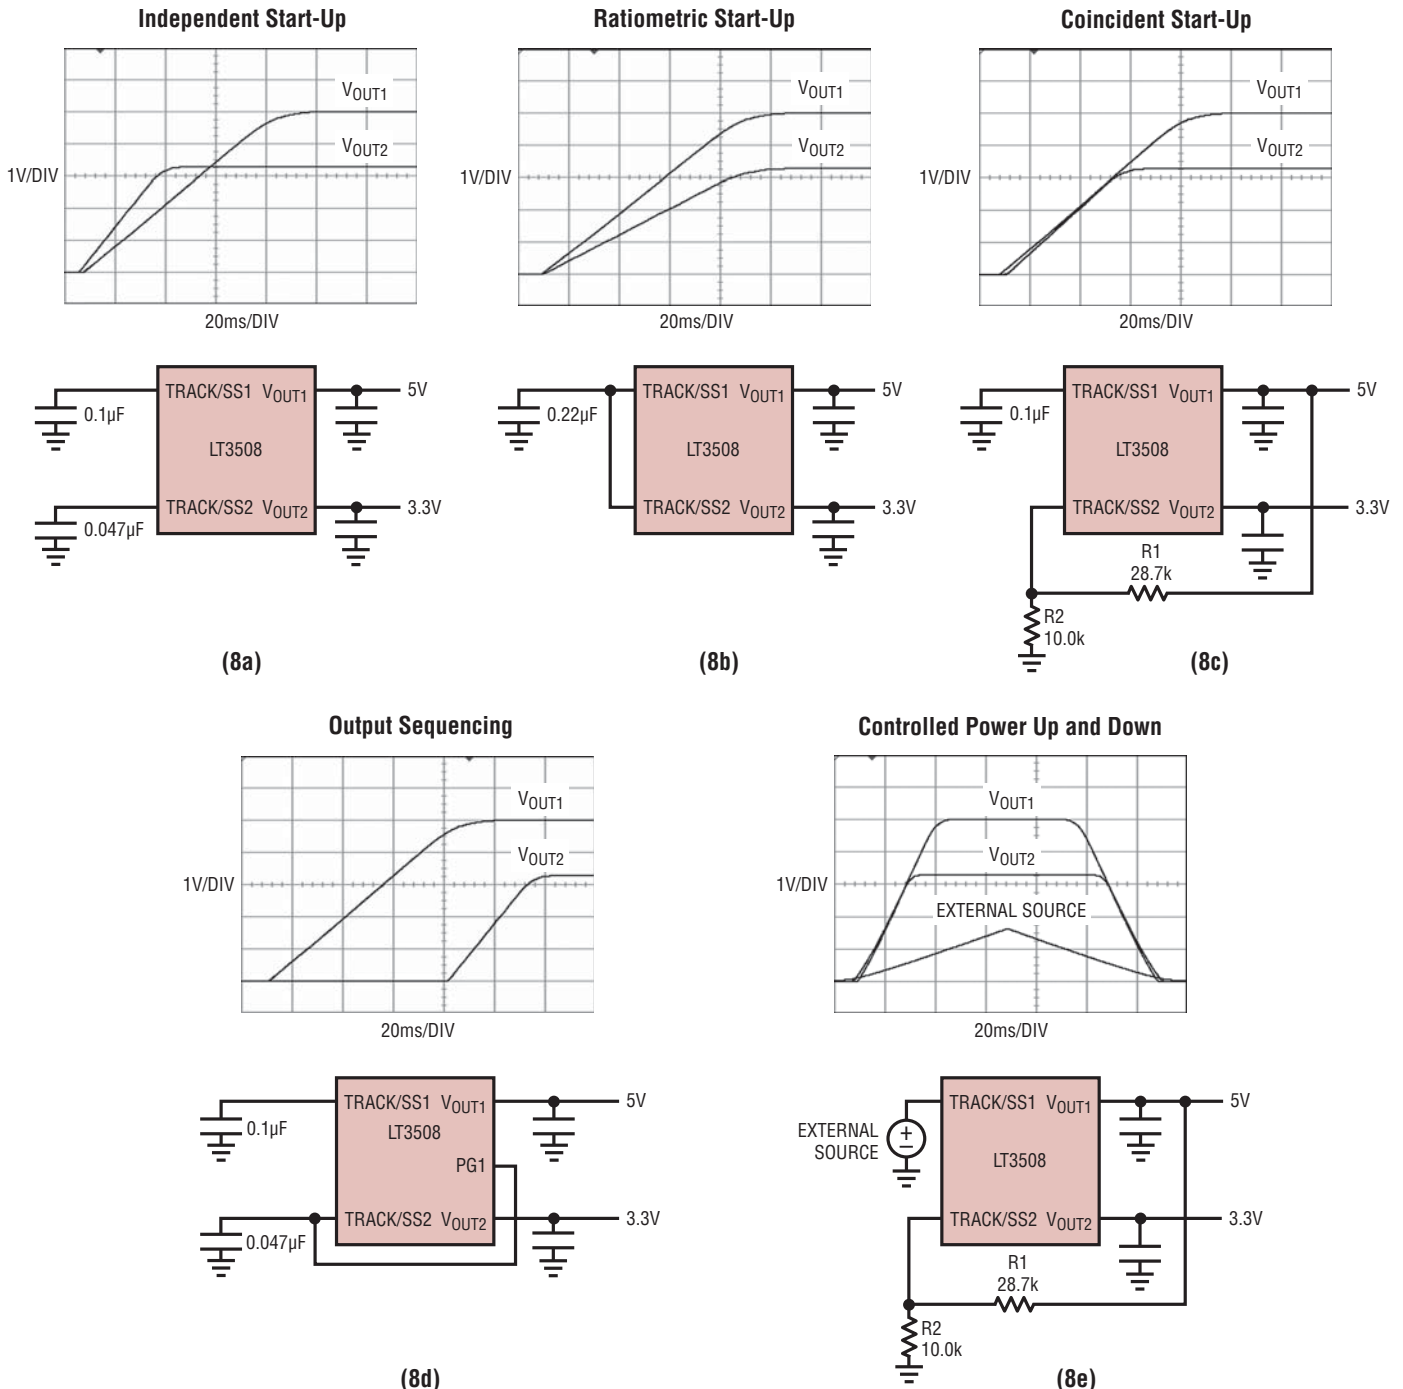 Independent Start-Up
VOUT1
VOUT2
1V/DIV
20ms/DIV
TRACK/SS1 VOUT1
5V
0.1µF
LT3508
TRACK/SS2 VOUT2
3.3V
0.047µF
(8a)
Ratiometric Start-Up
VOUT1
VOUT2
1V/DIV
20ms/DIV
TRACK/SS1 VOUT1
5V
0.22µF
LT3508
TRACK/SS2 VOUT2
3.3V
(8b)
Coincident Start-Up
VOUT1
VOUT2
1V/DIV
20ms/DIV
TRACK/SS1 VOUT1
5V
0.1µF
LT3508
TRACK/SS2 VOUT2
3.3V
R1
28.7k
R2
10.0k
(8c)
Output Sequencing
VOUT1
VOUT2
1V/DIV
20ms/DIV
TRACK/SS1 VOUT1
5V
0.1µF
LT3508
PG1
TRACK/SS2 VOUT2
3.3V
0.047µF
(8d)
Controlled Power Up and Down
VOUT1
VOUT2
1V/DIV
EXTERNAL SOURCE
20ms/DIV
TRACK/SS1 VOUT1
5V
EXTERNAL
SOURCE
+
–
LT3508
TRACK/SS2 VOUT2
3.3V
R1
28.7k
R2
10.0k
(8e)